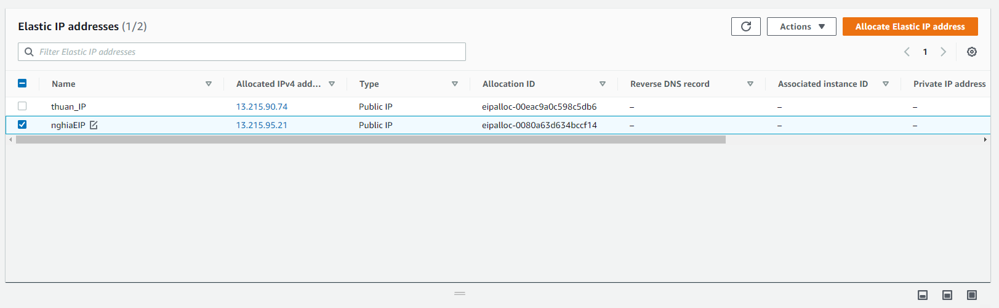 Elastic IP addresses (1/2)
Actions
Allocate Elastic IP address
Filter Elastic IP addresses
1
Name Allocated IPv4 add... Type Allocation ID Reverse DNS record Associated instance ID Private IP address
thuan_IP 13.215.90.74 Public IP eipalloc-00eac9a0c598c5db6 – – –
nghiaEIP 13.215.95.21 Public IP eipalloc-0080a63d634bccf14 – – –